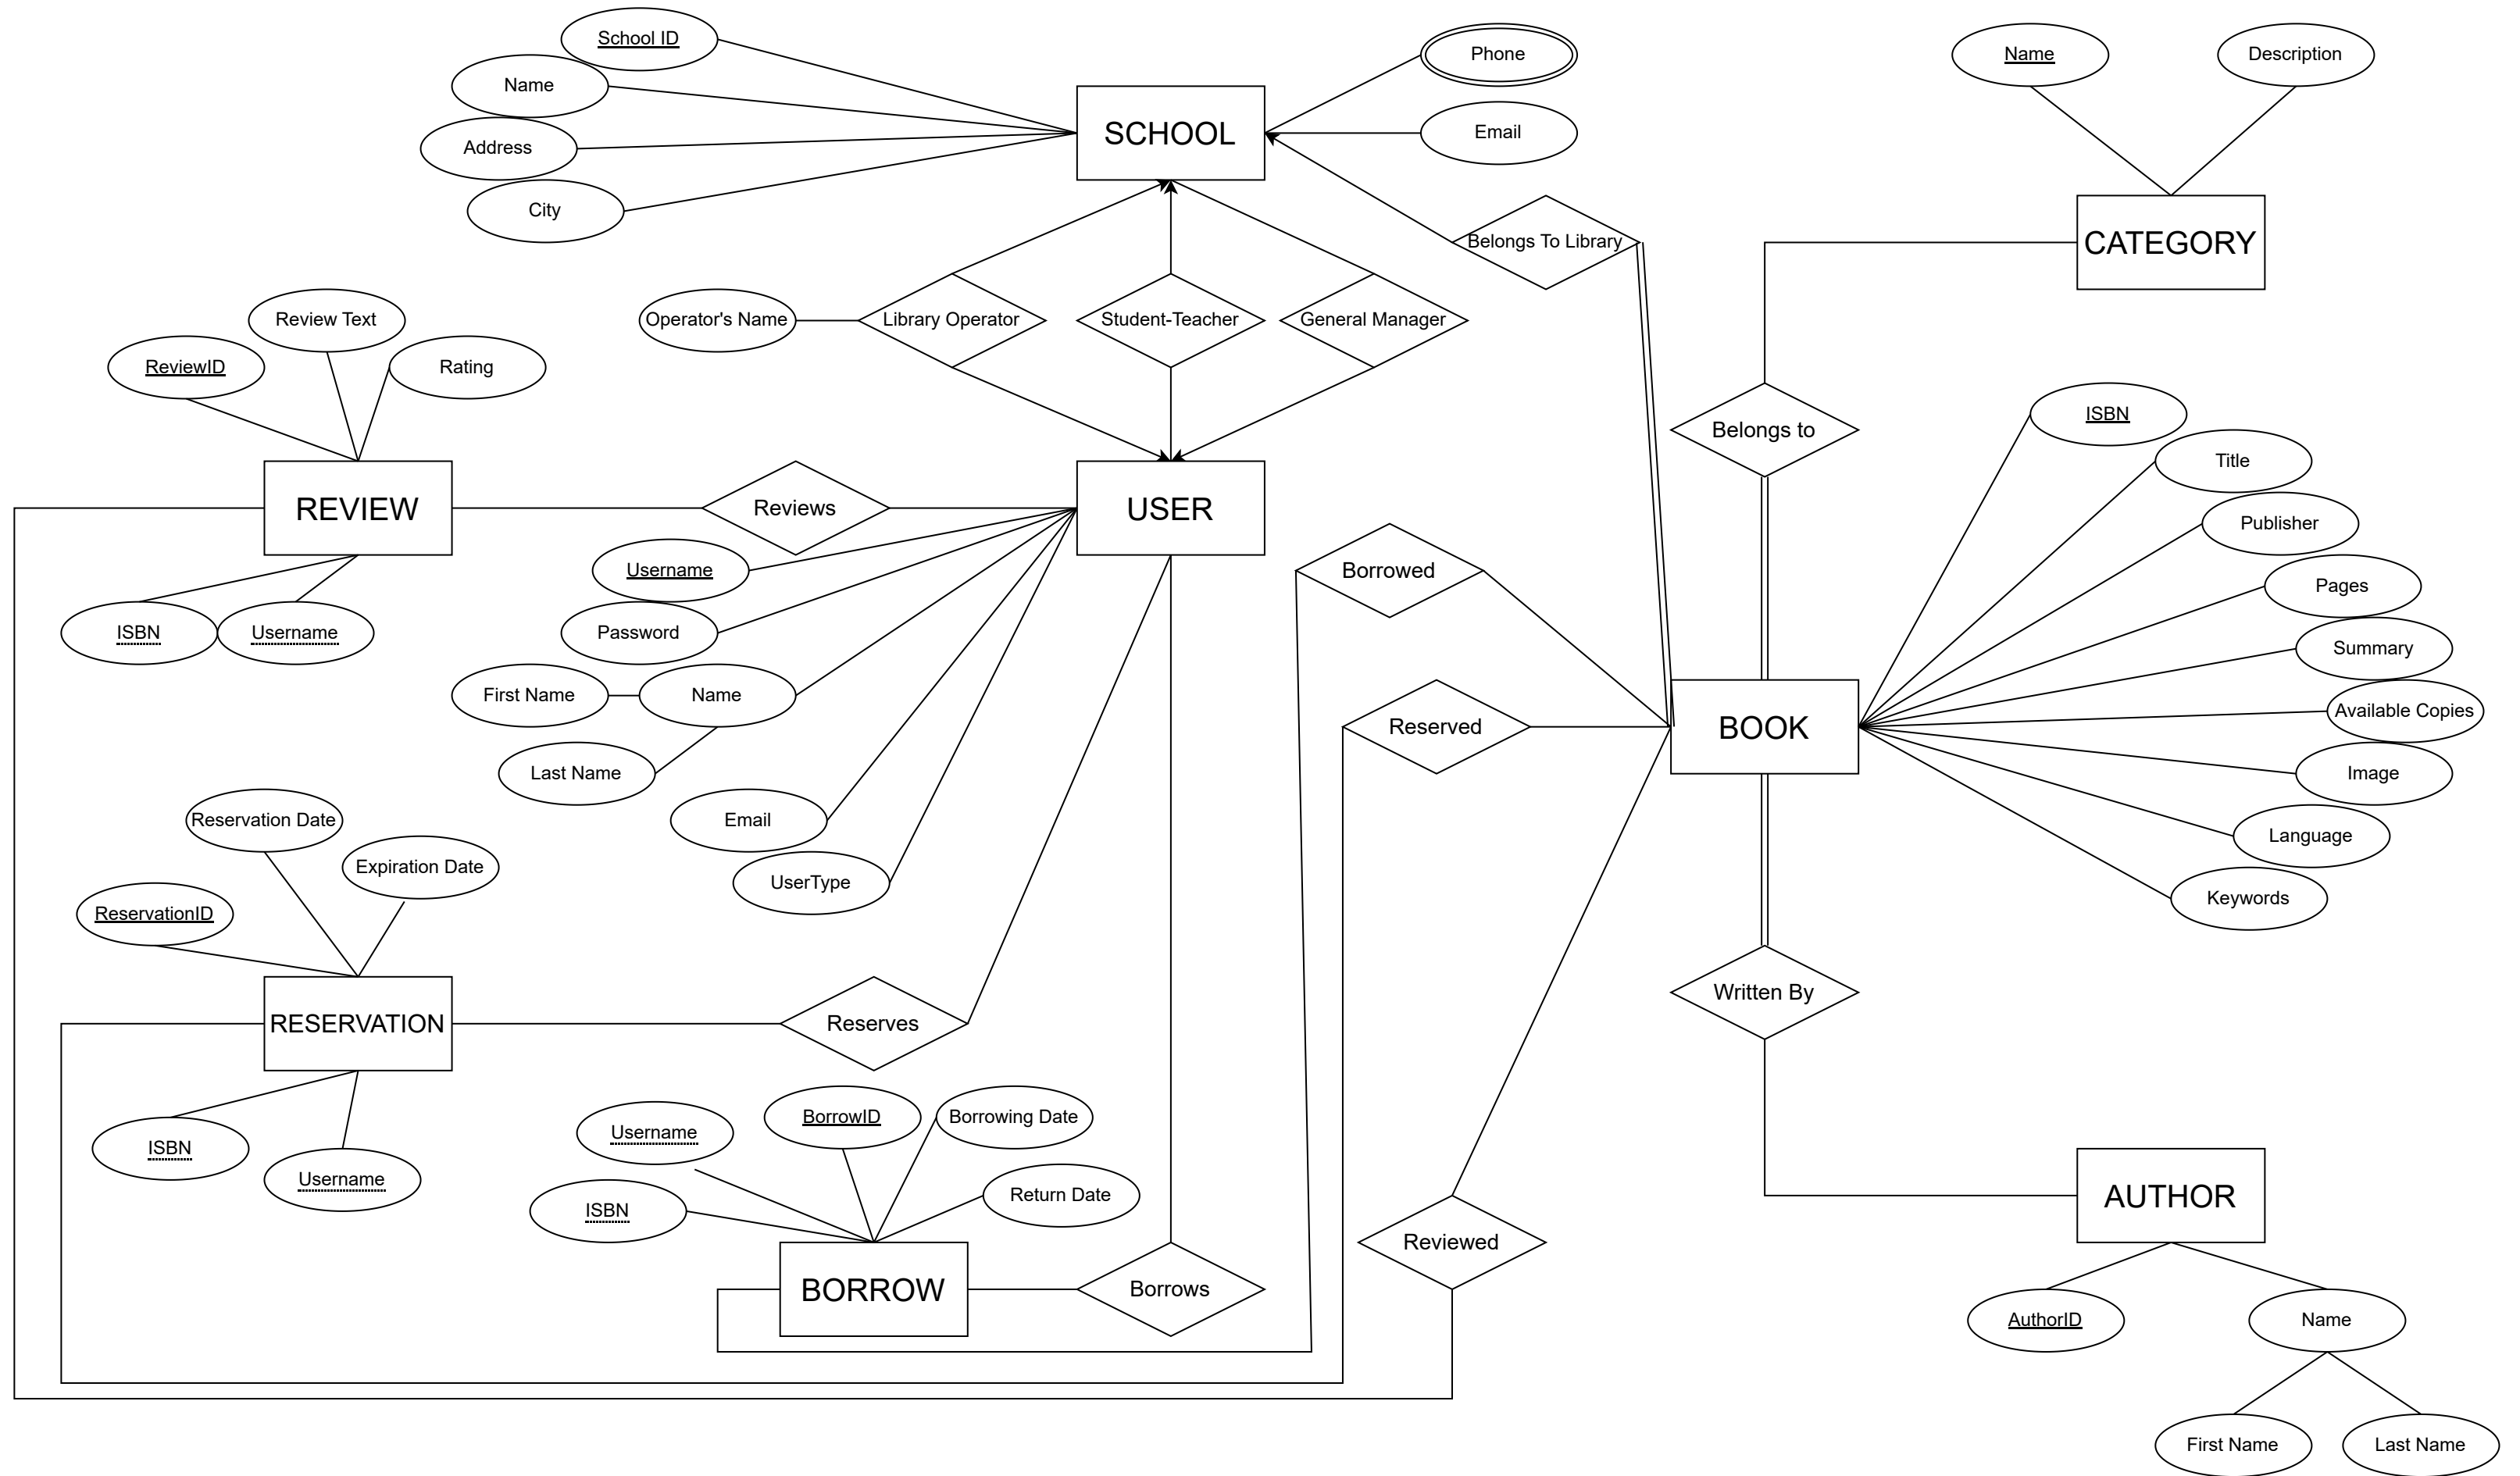 School ID
Phone
Name
Description
Name
SCHOOL
Email
Address
City
Belongs To Library
CATEGORY
Operator's Name
Library Operator
Student-Teacher
General Manager
Review Text
ReviewID
Rating
Belongs to
ISBN
Title
REVIEW
Reviews
USER
Publisher
Username
Borrowed
Pages
ISBN
Username
Password
Summary
First Name
Name
Reserved
BOOK
Available Copies
Last Name
Image
Reservation Date
Email
Language
Expiration Date
UserType
Keywords
ReservationID
Written By
RESERVATION
Reserves
ISBN
Username
Username
BorrowID
Borrowing Date
ISBN
Return Date
AUTHOR
Reviewed
BORROW
Borrows
AuthorID
Name
First Name
Last Name